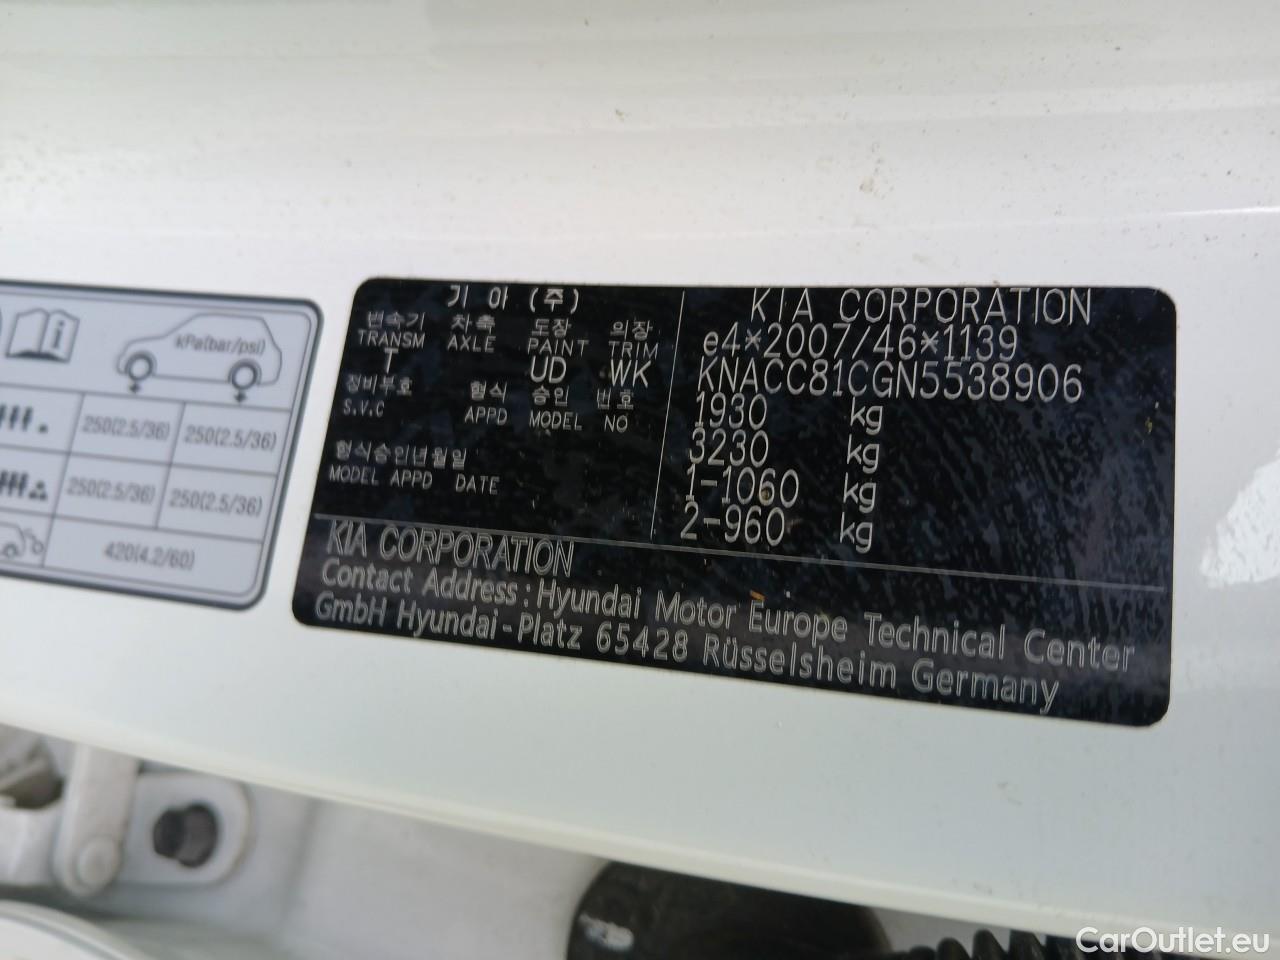 kPa(bar/psi)
250(2.5/36) 250(2.5/36)
250(2.5/36) 250(2.5/36)
420(4.2/60)
기 아 (주)
변속기 차축 도장 의장
TRANSM AXLE PAINT TRIM
T UD WK
정비부호 형식 승인 번호
S.V.C APPD MODEL NO
형식승인년월일
MODEL APPD DATE
KIA CORPORATION
e4*2007/46*1139
KNACC81CGN5538906
1930 kg
3230 kg
1-1060 kg
2-960 kg
KIA CORPORATION
Contact Address : Hyundai Motor Europe Technical Center
GmbH Hyundai-Platz 65428 Rüsselsheim Germany
CarOutlet.eu